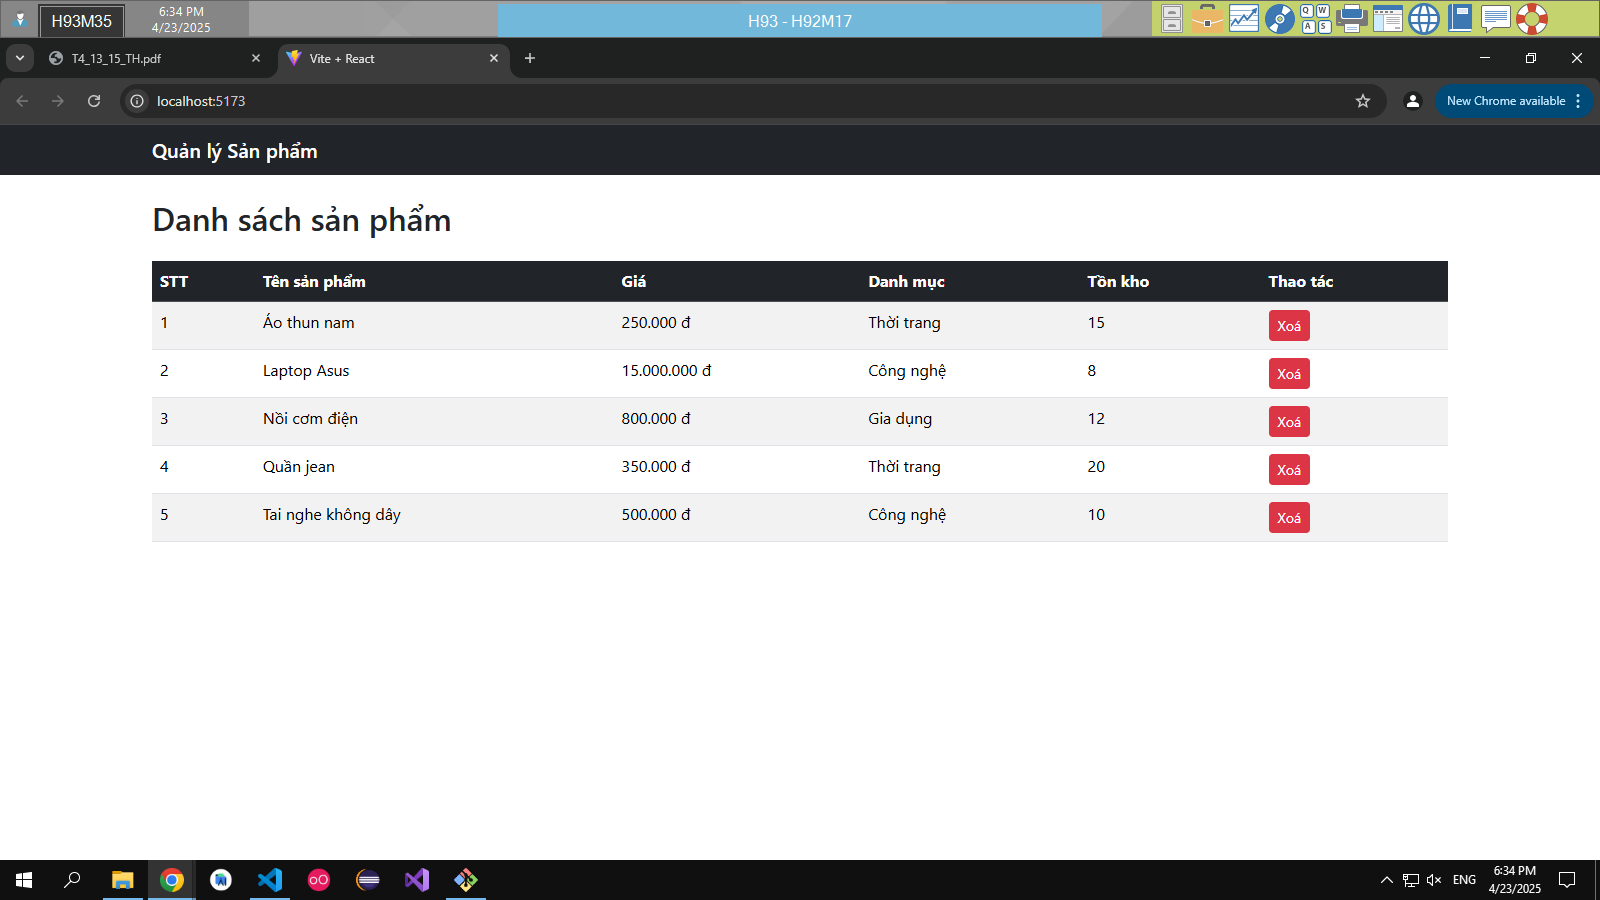 H93M35
6:34 PM
4/23/2025
H93 - H92M17
Q W
A S
T4_13_15_TH.pdf
Vite + React
localhost:5173
New Chrome available
Quản lý Sản phẩm
Danh sách sản phẩm
STT Tên sản phẩm Giá Danh mục Tồn kho Thao tác
1 Áo thun nam 250.000 đ Thời trang 15 Xoá
2 Laptop Asus 15.000.000 đ Công nghệ 8 Xoá
3 Nồi cơm điện 800.000 đ Gia dụng 12 Xoá
4 Quần jean 350.000 đ Thời trang 20 Xoá
5 Tai nghe không dây 500.000 đ Công nghệ 10 Xoá
ENG
6:34 PM
4/23/2025